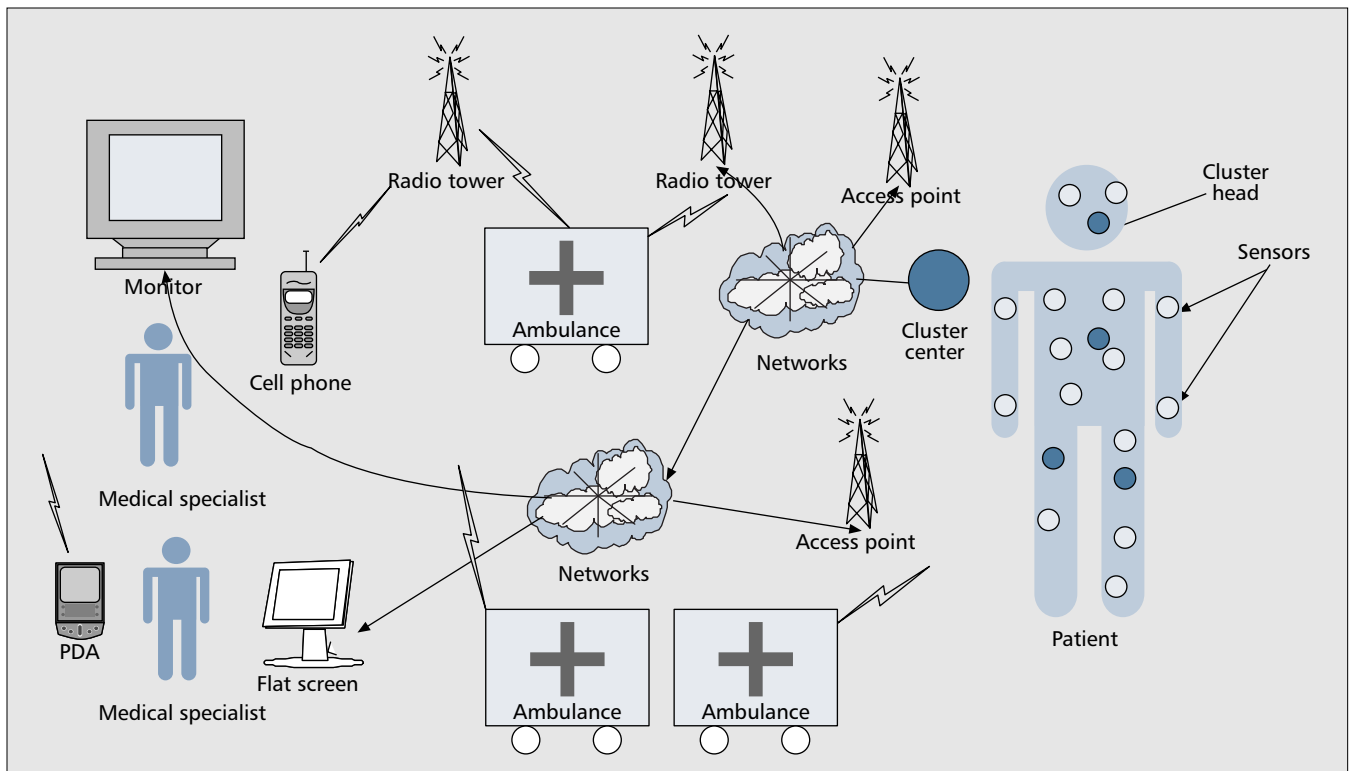 Radio tower
Radio tower
Access point
Cluster
head
Sensors
Monitor
Cell phone
Ambulance
Networks
Cluster
center
Medical specialist
Networks
Access point
Patient
PDA
Flat screen
Medical specialist
Ambulance
Ambulance